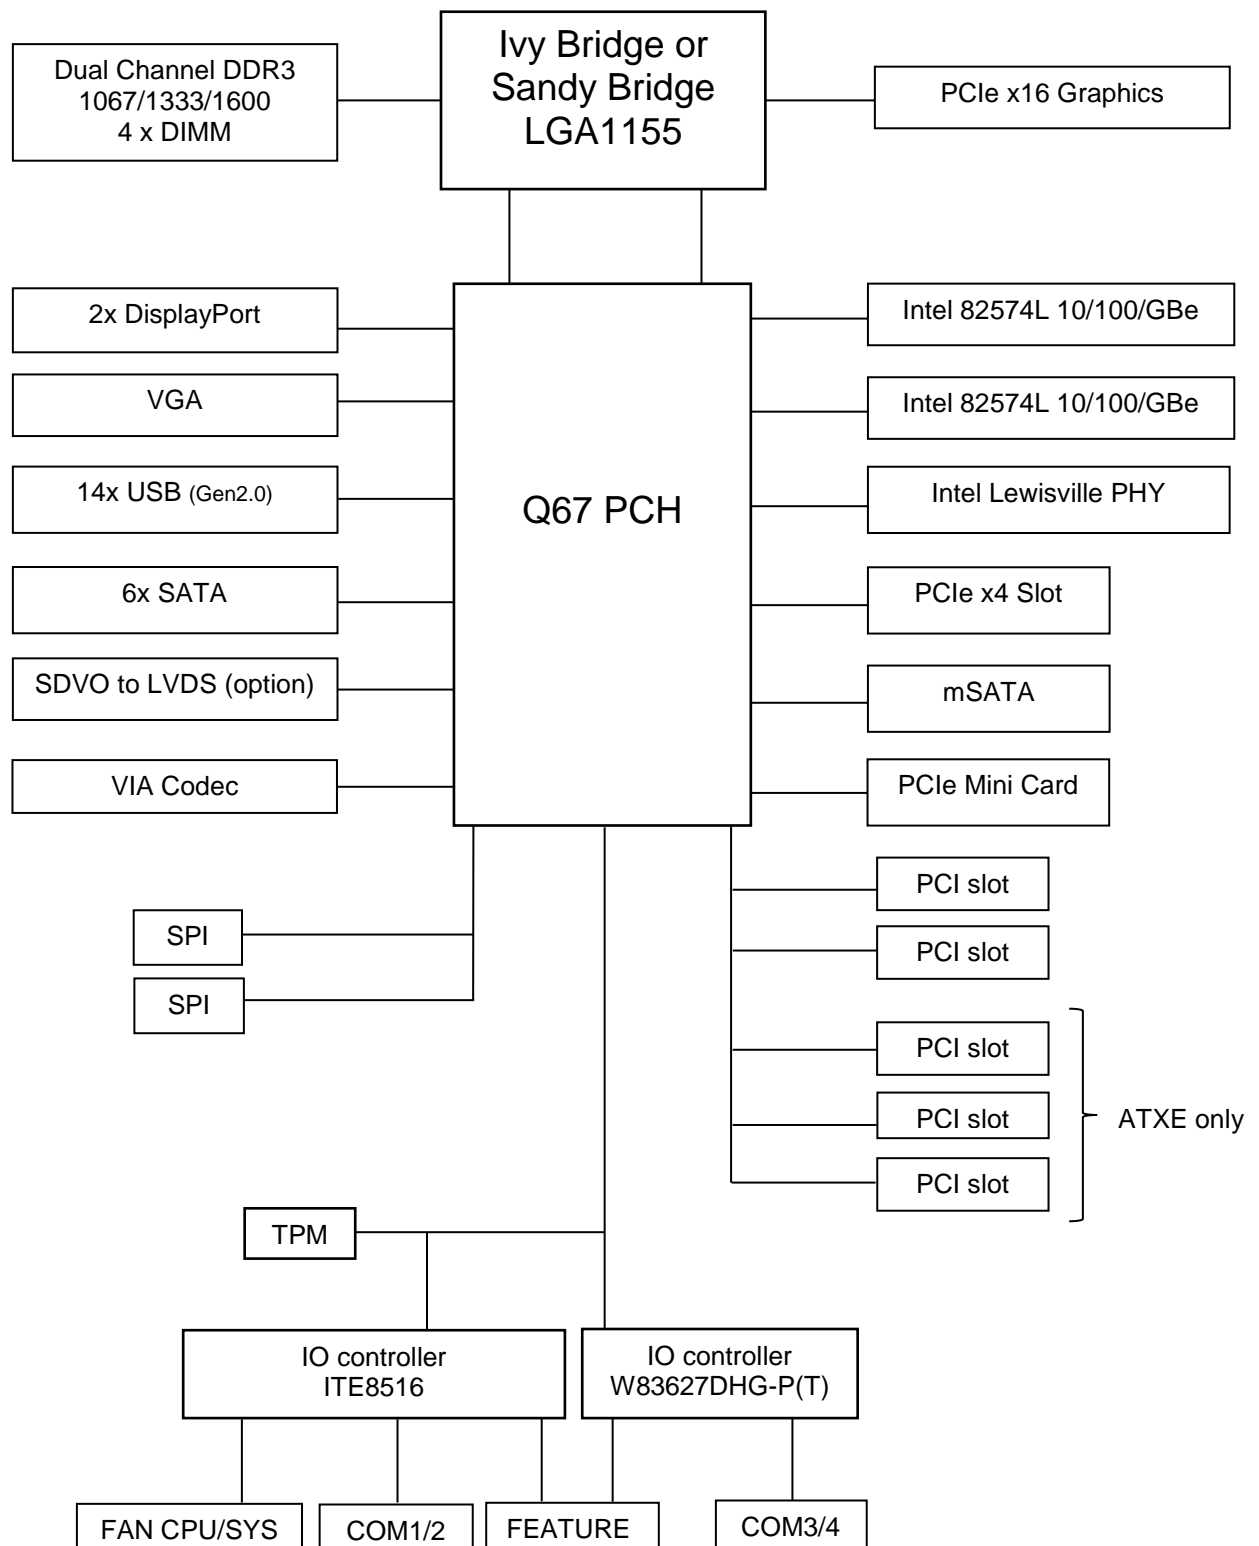 Dual Channel DDR3
1067/1333/1600
4 x DIMM
Ivy Bridge or
Sandy Bridge
LGA1155
PCIe x16 Graphics
2x DisplayPort
VGA
14x USB (Gen2.0)
6x SATA
SDVO to LVDS (option)
VIA Codec
Q67 PCH
Intel 82574L 10/100/GBe
Intel 82574L 10/100/GBe
Intel Lewisville PHY
PCIe x4 Slot
mSATA
PCIe Mini Card
SPI
SPI
PCI slot
PCI slot
PCI slot
PCI slot
PCI slot
ATXE only
TPM
IO controller
ITE8516
IO controller
W83627DHG-P(T)
FAN CPU/SYS
COM1/2
FEATURE
COM3/4